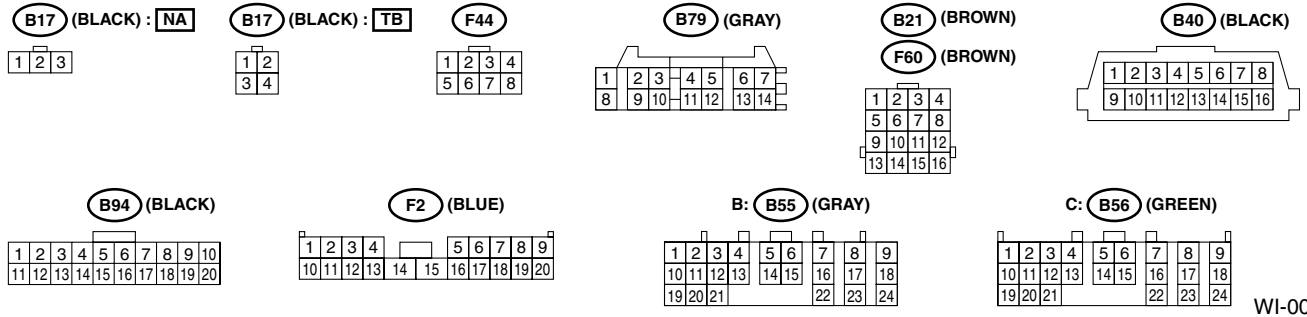 B17 (BLACK) : NA
B17 (BLACK) : TB
F44
B79 (GRAY)
B21 (BROWN)
F60 (BROWN)
B40 (BLACK)
1 2 3
1 2
3 4
1 2 3 4
5 6 7 8
1 2 3 4 5 6 7
8 9 10 11 12 13 14
1 2 3 4
5 6 7 8
9 10 11 12
13 14 15 16
1 2 3 4 5 6 7 8
9 10 11 12 13 14 15 16
B94 (BLACK)
F2 (BLUE)
B: B55 (GRAY)
C: B56 (GREEN)
1 2 3 4 5 6 7 8 9 10
11 12 13 14 15 16 17 18 19 20
1 2 3 4 5 6 7 8 9
10 11 12 13 14 15 16 17 18 19 20
1 2 3 4 5 6 7 8 9
10 11 12 13 14 15 16 17 18
19 20 21 22 23 24
1 2 3 4 5 6 7 8 9
10 11 12 13 14 15 16 17 18
19 20 21 22 23 24
WI-00